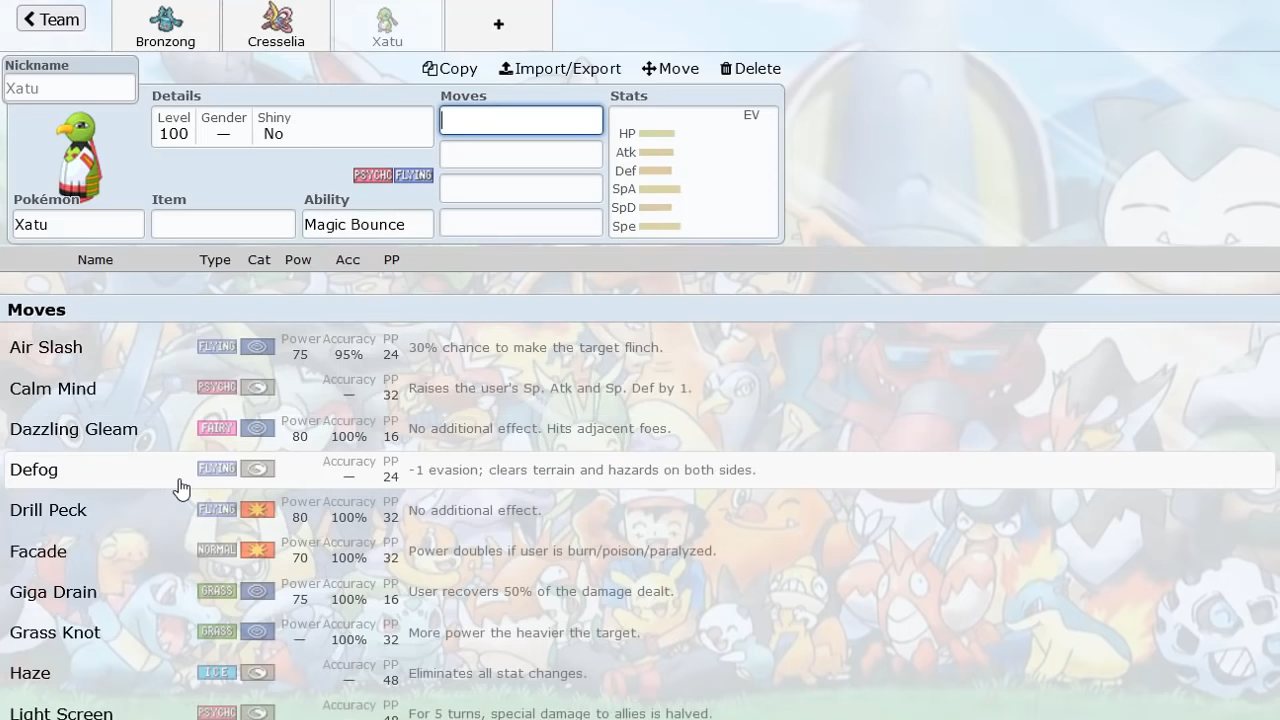 Team
Bronzong
Cresselia
Xatu
+
Nickname
Xatu
Copy
Import/Export
Move
Delete
Details
Moves
Stats
Level
Gender
Shiny
EV
100
—
No
HP
Atk
PSYCHC FLYING
Def
SpA
Pokémon
Item
Ability
SpD
Xatu
Magic Bounce
Spe
Name Type Cat Pow Acc PP
Moves
Air Slash FLYING Power 75 Accuracy 95% PP 24 30% chance to make the target flinch.
Calm Mind PSYCHC Accuracy — PP 32 Raises the user's Sp. Atk and Sp. Def by 1.
Dazzling Gleam FAIRY Power 80 Accuracy 100% PP 16 No additional effect. Hits adjacent foes.
Defog FLYING Accuracy — PP 24 -1 evasion; clears terrain and hazards on both sides.
Drill Peck FLYING Power 80 Accuracy 100% PP 32 No additional effect.
Facade NORMAL Power 70 Accuracy 100% PP 32 Power doubles if user is burn/poison/paralyzed.
Giga Drain GRASS Power 75 Accuracy 100% PP 16 User recovers 50% of the damage dealt.
Grass Knot GRASS Power — Accuracy 100% PP 32 More power the heavier the target.
Haze ICE Accuracy — PP 48 Eliminates all stat changes.
Light Screen PSYCHC Accuracy PP 48 For 5 turns, special damage to allies is halved.